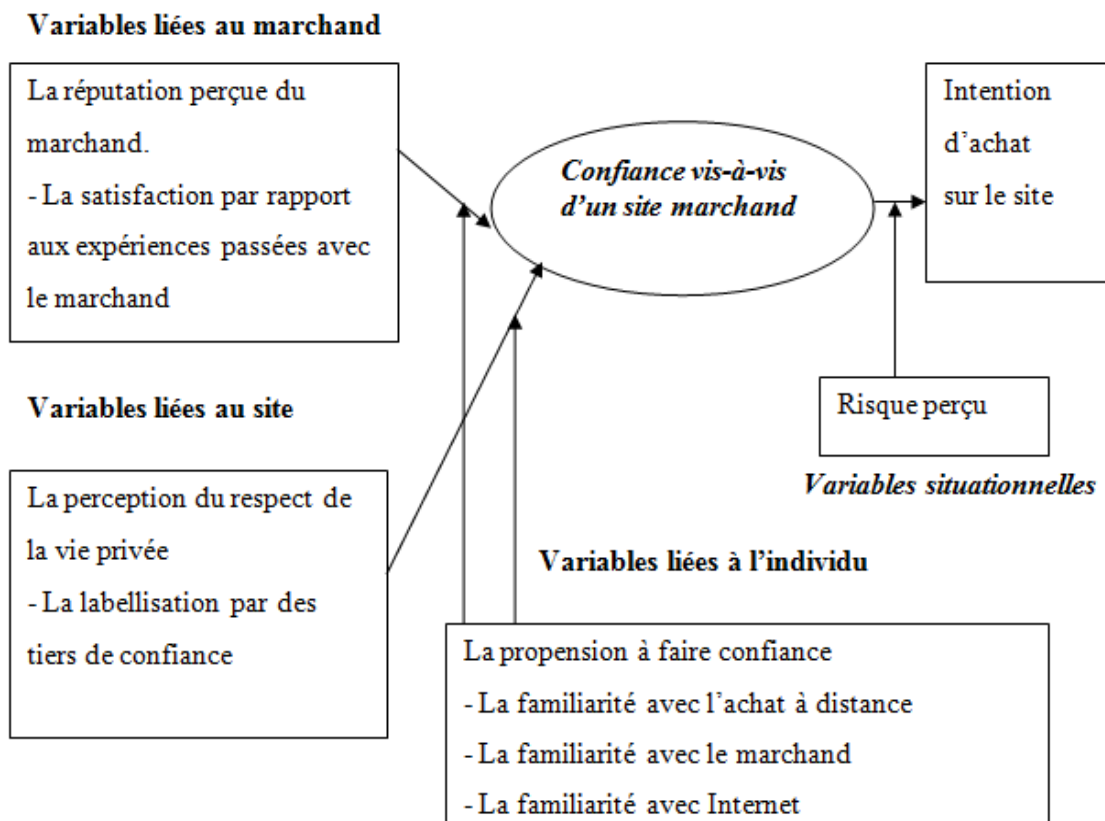 Variables liées au marchand
La réputation perçue du
marchand.
- La satisfaction par rapport
aux expériences passées avec
le marchand
Confiance vis-à-vis
d’un site marchand
Intention
d’achat
sur le site
Risque perçu
Variables situationnelles
Variables liées au site
La perception du respect de
la vie privée
- La labellisation par des
tiers de confiance
Variables liées à l’individu
La propension à faire confiance
- La familiarité avec l’achat à distance
- La familiarité avec le marchand
- La familiarité avec Internet